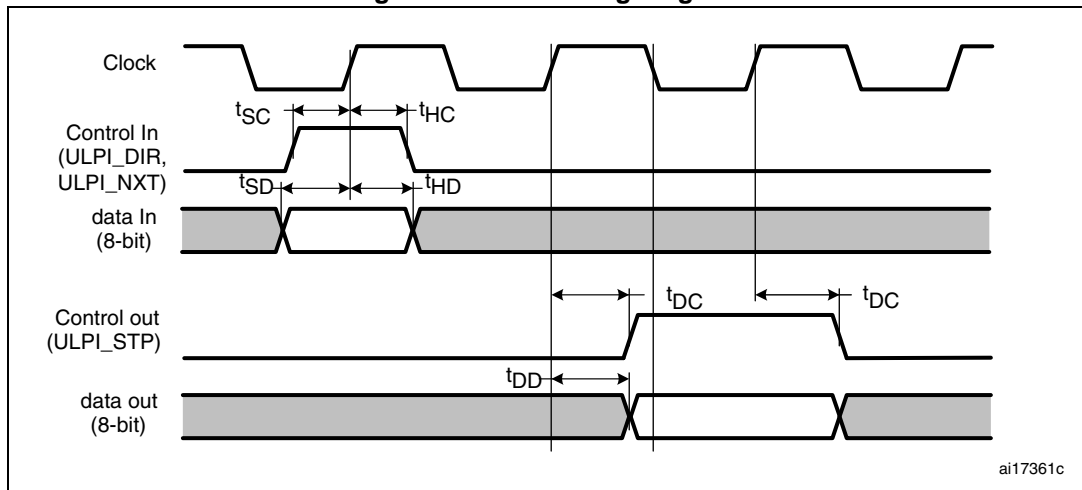 Clock
tSC
tHC
Control In
(ULPI_DIR,
ULPI_NXT)
tSD
tHD
data In
(8-bit)
tDC
tDC
Control out
(ULPI_STP)
tDD
data out
(8-bit)
ai17361c